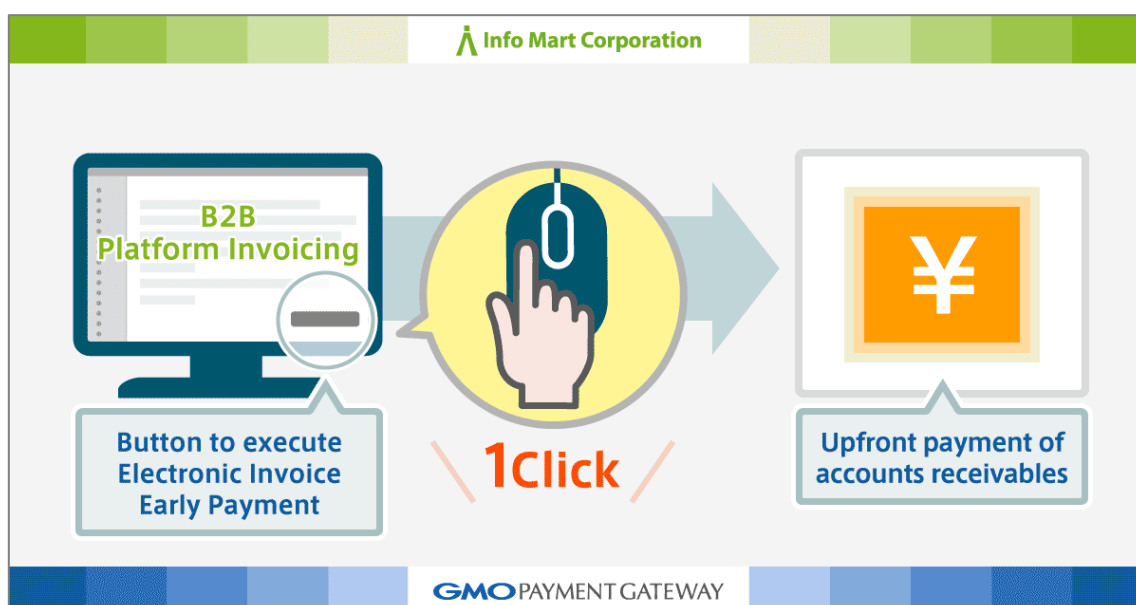 Info Mart Corporation
B2B
Platform Invoicing
Button to execute
Electronic Invoice
Early Payment
1Click
¥
Upfront payment of
accounts receivables
GMO PAYMENT GATEWAY